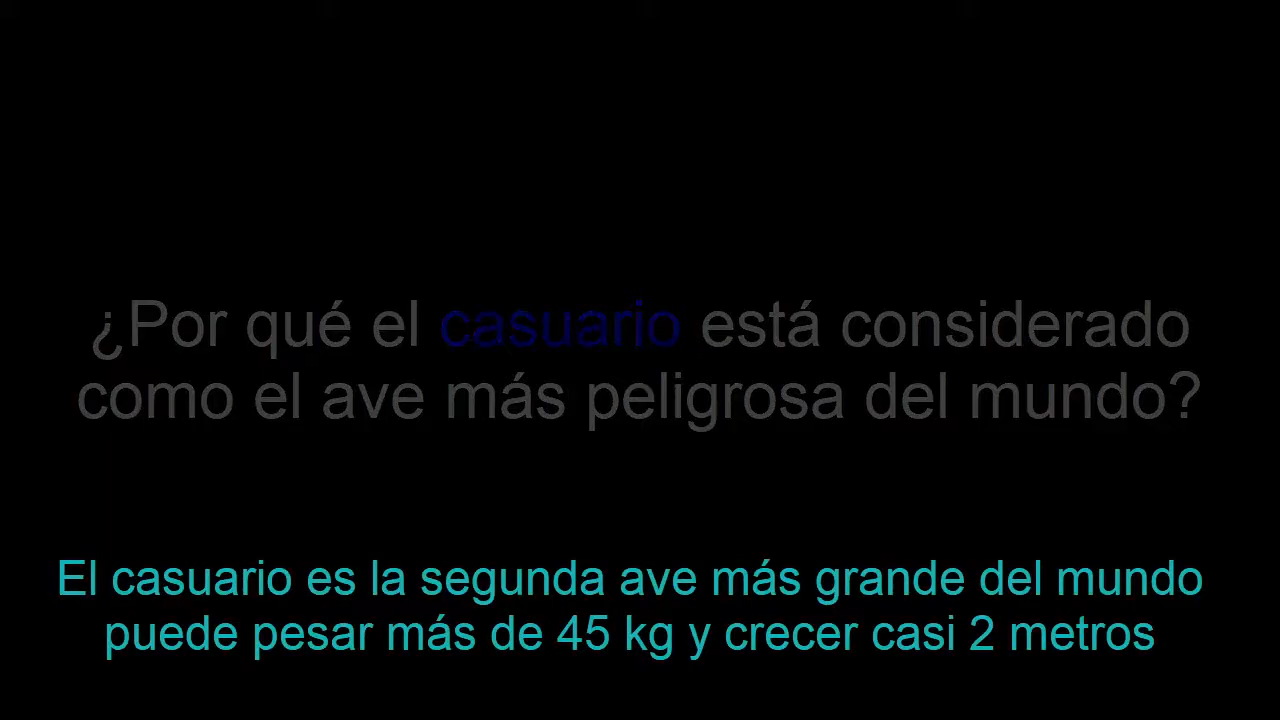 ¿Por qué el casuario está considerado
como el ave más peligrosa del mundo?
El casuario es la segunda ave más grande del mundo
puede pesar más de 45 kg y crecer casi 2 metros